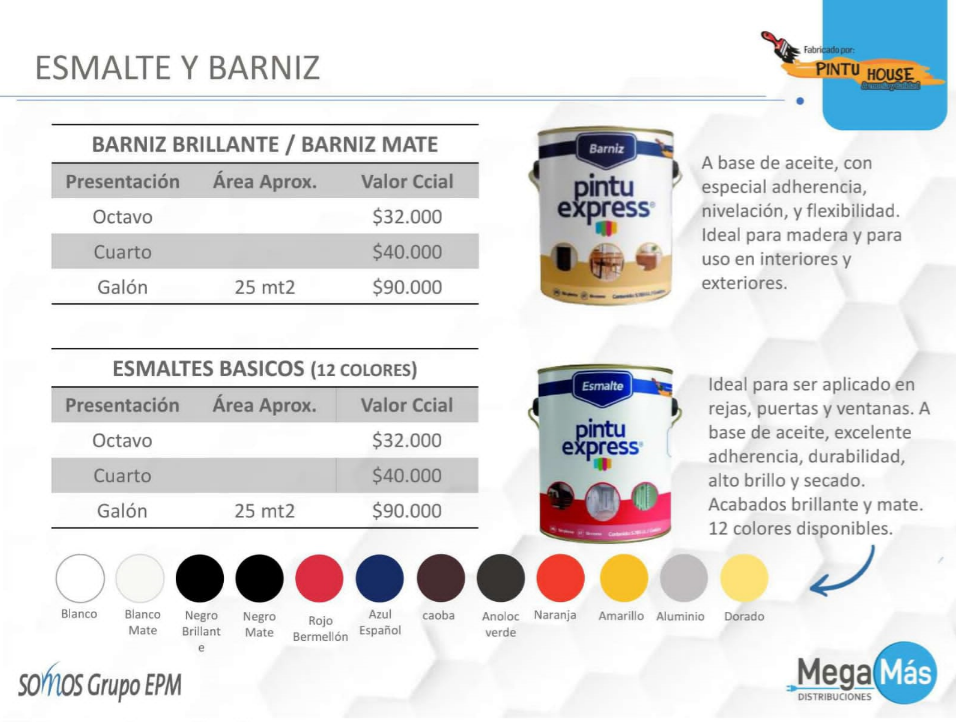 ESMALTE Y BARNIZ
Fabricado por:
PINTU HOUSE
BARNIZ BRILLANTE / BARNIZ MATE
Presentación Área Aprox. Valor Ccial
Octavo $32.000
Cuarto $40.000
Galón 25 mt2 $90.000
Barniz
pintu
express
A base de aceite, con
especial adherencia,
nivelación, y flexibilidad.
Ideal para madera y para
uso en interiores y
exteriores.
ESMALTES BASICOS (12 COLORES)
Presentación Área Aprox. Valor Ccial
Octavo $32.000
Cuarto $40.000
Galón 25 mt2 $90.000
Esmalte
pintu
express
Ideal para ser aplicado en
rejas, puertas y ventanas. A
base de aceite, excelente
adherencia, durabilidad,
alto brillo y secado.
Acabados brillante y mate.
12 colores disponibles.
Blanco
Blanco
Mate
Negro
Brillant
e
Negro
Mate
Rojo
Bermellón
Azul
Español
caoba
Anoloc
verde
Naranja
Amarillo
Aluminio
Dorado
SOMOS Grupo EPM
MegaMás
DISTRIBUCIONES